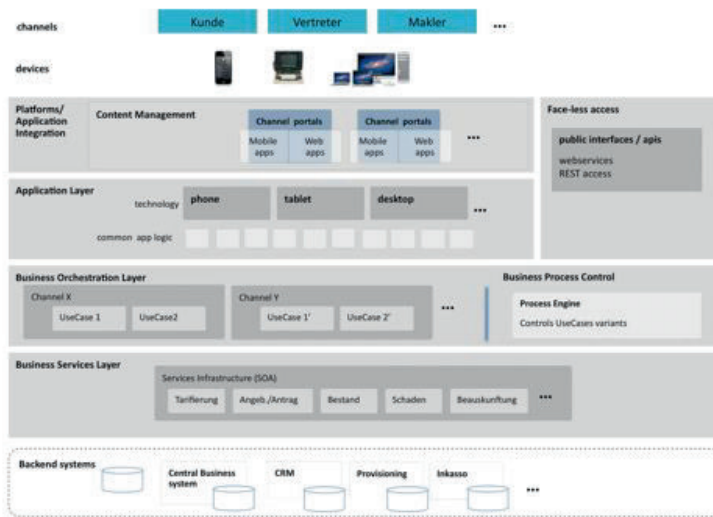 channels
Kunde
Vertreter
Makler
...
devices
Platforms/
Application
Integration
Content Management
Channel portals
Mobile
apps
Web
apps
Channel portals
Mobile
apps
Web
apps
...
Face-less access
public interfaces / apis
webservices
REST access
Application Layer
technology
phone
tablet
desktop
...
common app logic
Business Orchestration Layer
Channel X
UseCase 1
UseCase2
Channel Y
UseCase 1'
UseCase 2'
...
Business Process Control
Process Engine
Controls UseCases variants
Business Services Layer
Services Infrastructure (SOA)
Tarifierung
Angeb./Antrag
Bestand
Schaden
Beauskunftung
...
Backend systems
Central Business
system
CRM
Provisioning
Inkasso
...